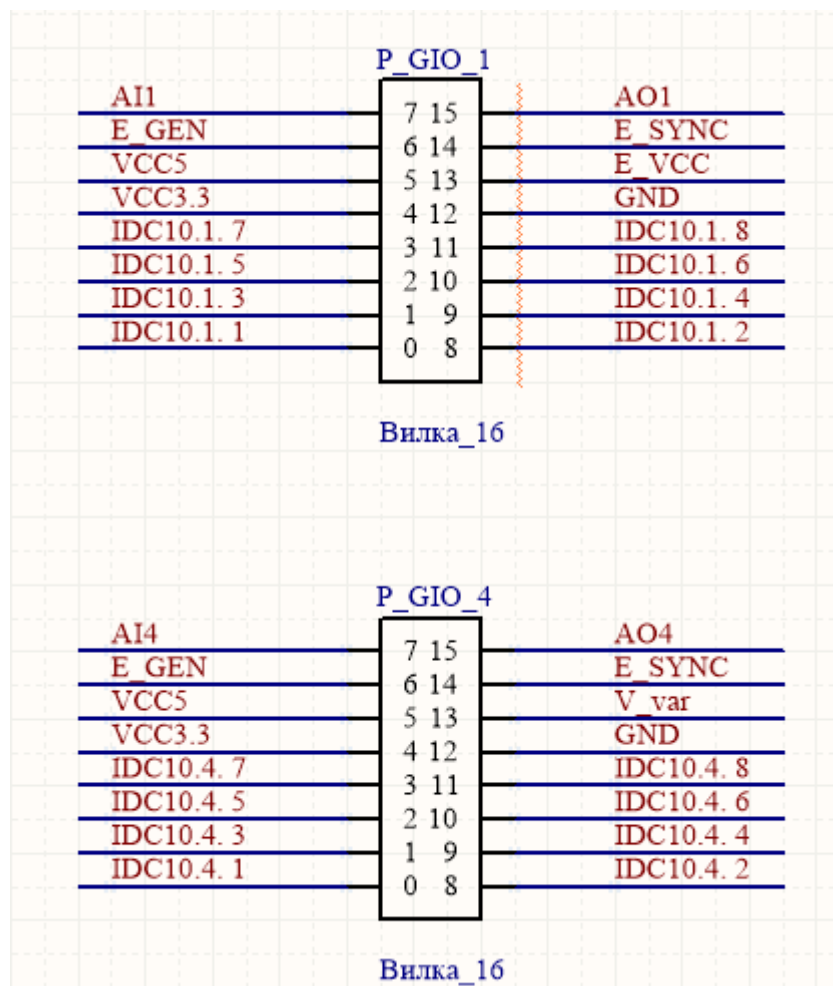 P_GIO_1
AI1 7 15 AO1
E_GEN 6 14 E_SYNC
VCC5 5 13 E_VCC
VCC3.3 4 12 GND
IDC10.1. 7 3 11 IDC10.1. 8
IDC10.1. 5 2 10 IDC10.1. 6
IDC10.1. 3 1 9 IDC10.1. 4
IDC10.1. 1 0 8 IDC10.1. 2
Вилка_16
P_GIO_4
AI4 7 15 AO4
E_GEN 6 14 E_SYNC
VCC5 5 13 V_var
VCC3.3 4 12 GND
IDC10.4. 7 3 11 IDC10.4. 8
IDC10.4. 5 2 10 IDC10.4. 6
IDC10.4. 3 1 9 IDC10.4. 4
IDC10.4. 1 0 8 IDC10.4. 2
Вилка_16